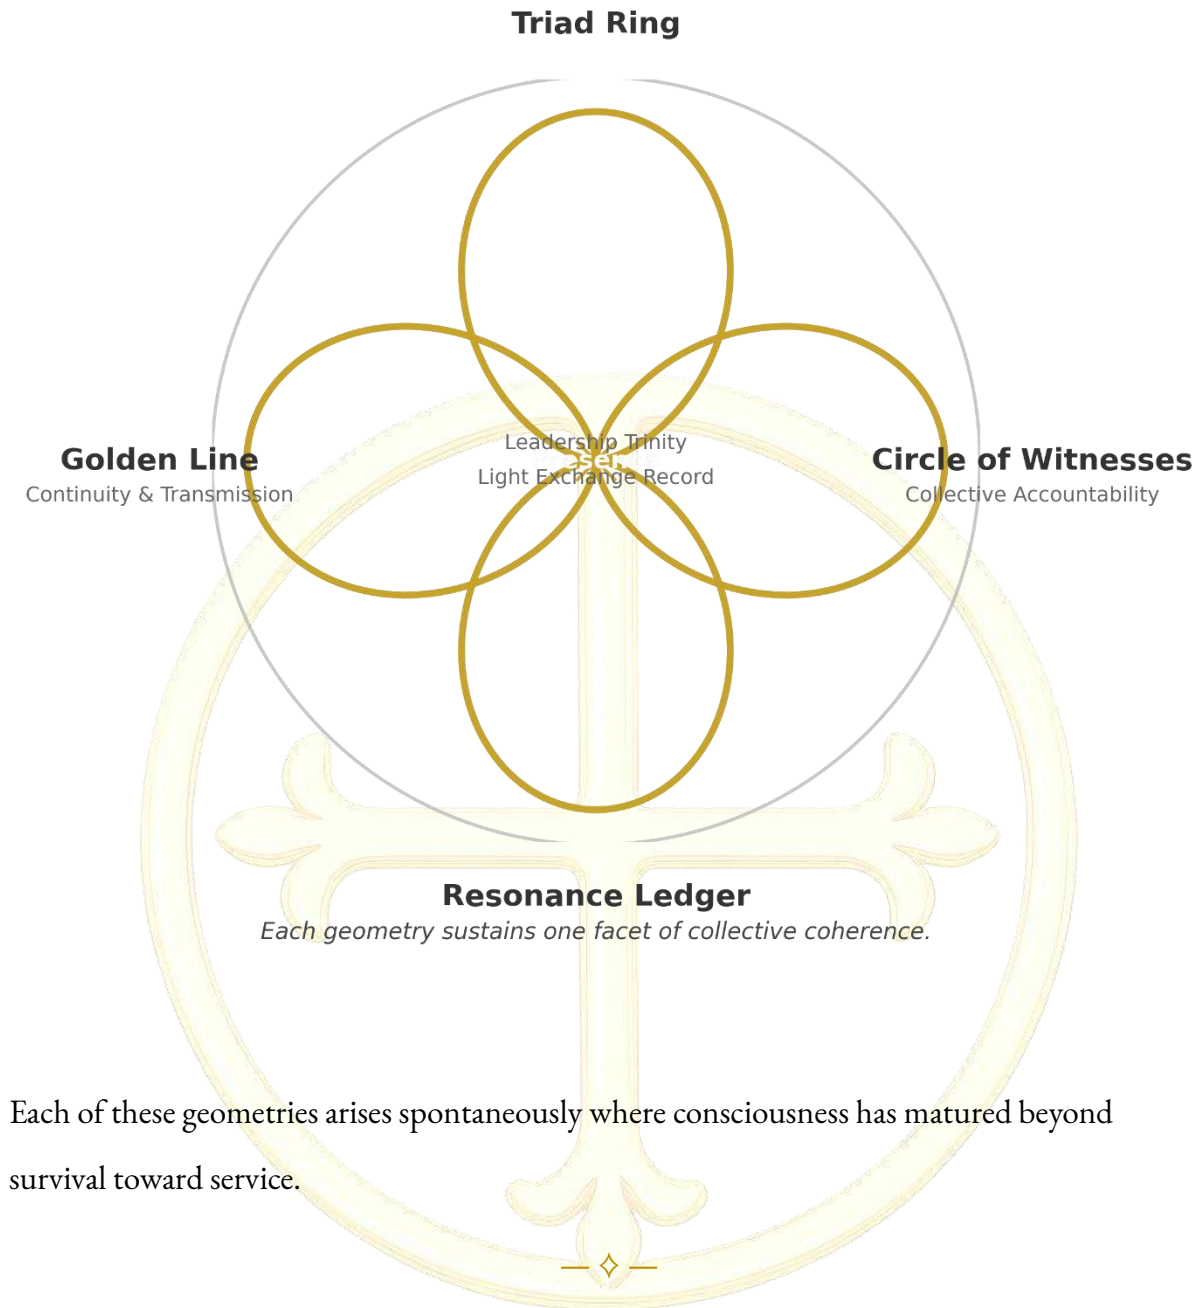 Triad Ring
Leadership Trinity
Golden Line
Circle of Witnesses
Continuity & Transmission
Light Exchange Record
Collective Accountability
Resonance Ledger
Each geometry sustains one facet of collective coherence.
Each of these geometries arises spontaneously where consciousness has matured beyond
survival toward service.